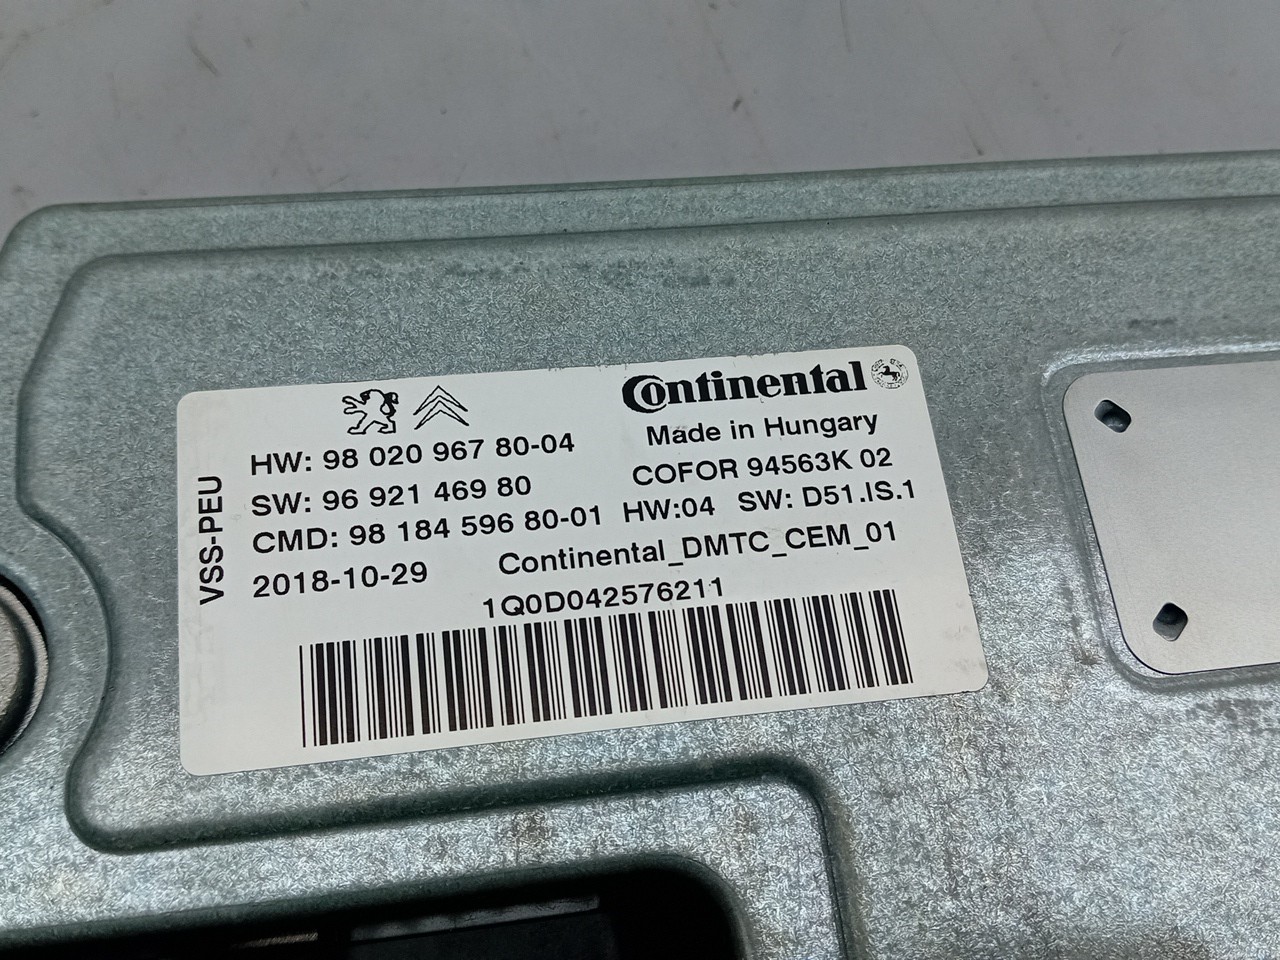 Continental
Made in Hungary
VSS-PEU
HW: 98 020 967 80-04
COFOR 94563K 02
SW: 96 921 469 80
HW:04 SW: D51.IS.1
CMD: 98 184 596 80-01
Continental_DMTC_CEM_01
2018-10-29
1Q0D042576211